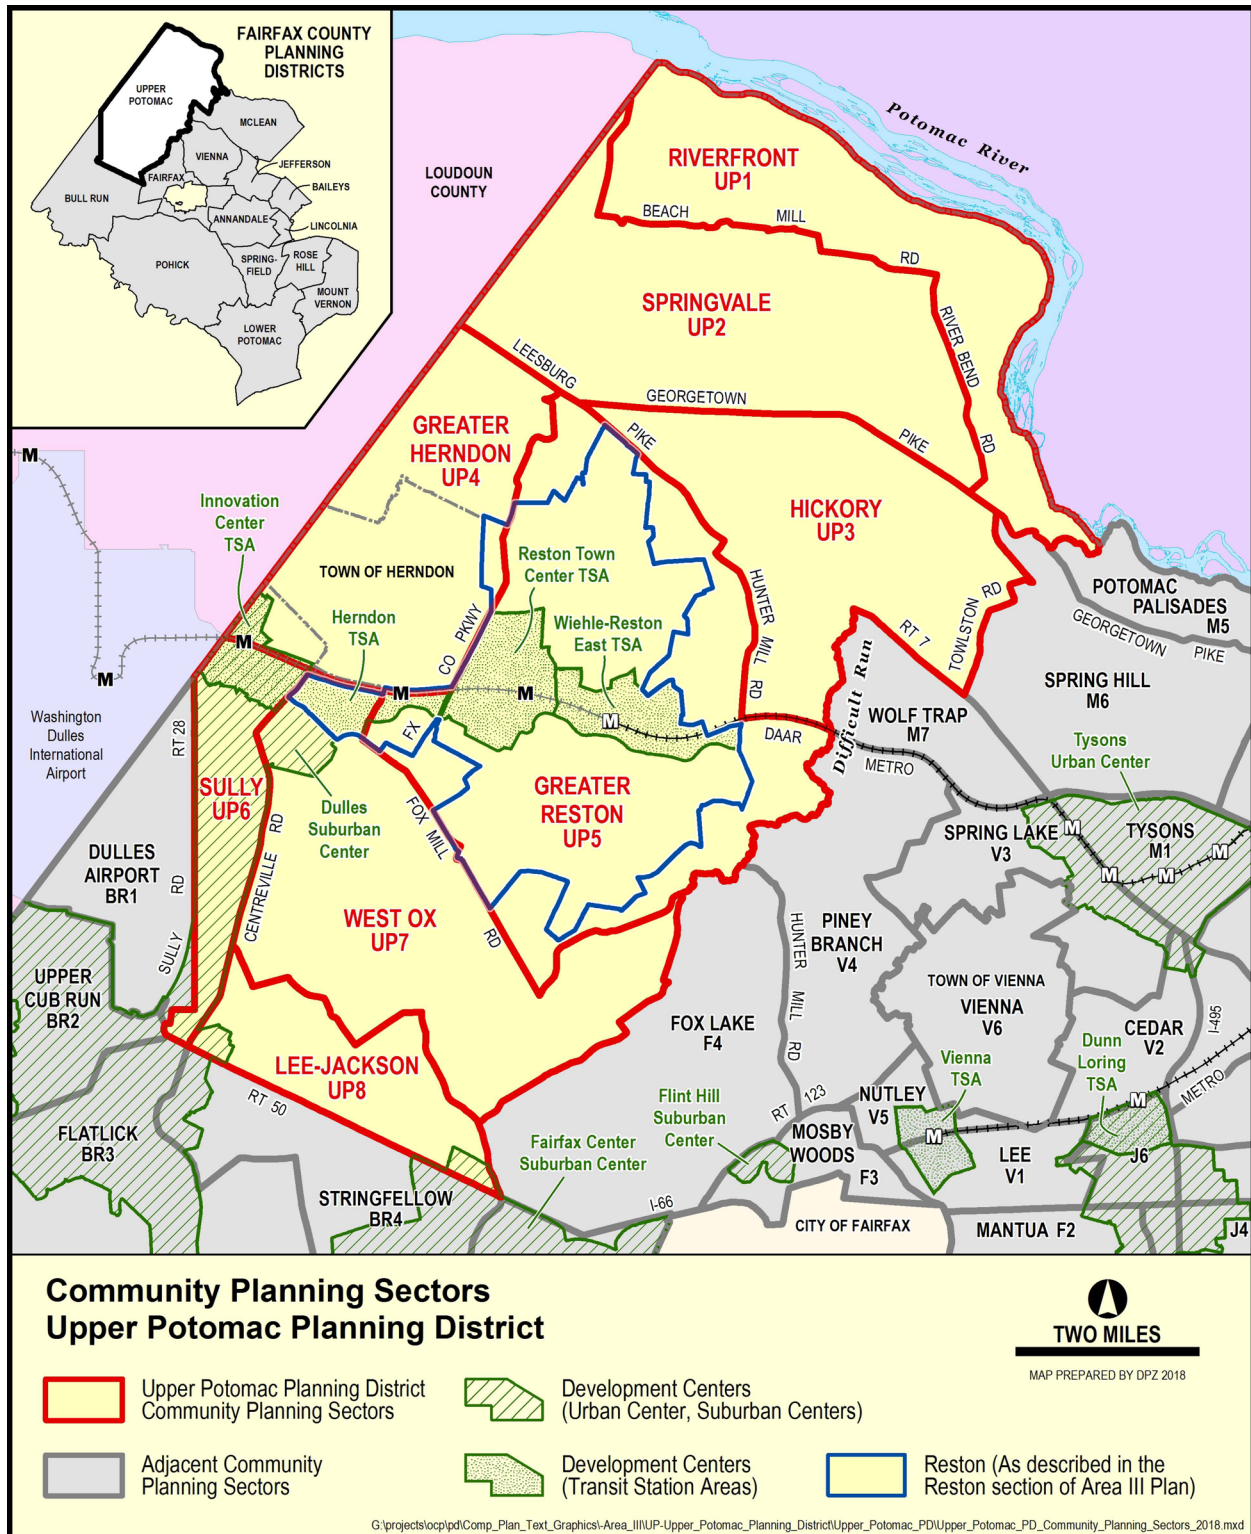 FAIRFAX COUNTY
PLANNING
DISTRICTS
UPPER
POTOMAC
MCLEAN
VIENNA
JEFFERSON
FAIRFAX
BAILEYS
BULL RUN
ANNANDALE
LINCOLNIA
POHICK
SPRING-
FIELD
ROSE
HILL
MOUNT
VERNON
LOWER
POTOMAC
LOUDOUN
COUNTY
Potomac River
RIVERFRONT
UP1
BEACH
MILL
RD
SPRINGVALE
UP2
RIVER BEND
RD
LEESBURG
PIKE
GEORGETOWN
PIKE
GREATER
HERNDON
UP4
HICKORY
UP3
M
Innovation
Center
TSA
TOWN OF HERNDON
Reston Town
Center TSA
Herndon
TSA
Wiehle-Reston
East TSA
HUNTER
MILL
RD
CO
PKWY
FX
RT 7
TOWLSTON
RD
POTOMAC
PALISADES
M5
GEORGETOWN
PIKE
M
M
M
M
M
Washington
Dulles
International
Airport
RT 28
SULLY
UP6
DAAR
Difficult Run
WOLF TRAP
M7
METRO
SPRING HILL
M6
Tysons
Urban Center
GREATER
RESTON
UP5
Dulles
Suburban
Center
FOX
MILL
RD
CENTREVILLE
RD
DULLES
AIRPORT
BR1
RD
SULLY
SPRING LAKE
V3
TYSONS
M1
M
M
M
M
WEST OX
UP7
HUNTER
MILL
RD
PINEY
BRANCH
V4
UPPER
CUB RUN
BR2
TOWN OF VIENNA
VIENNA
V6
FOX LAKE
F4
CEDAR
V2
I-495
LEE-JACKSON
UP8
RT 50
Vienna
TSA
Dunn
Loring
TSA
METRO
NUTLEY
V5
RT
123
Flint Hill
Suburban
Center
M
M
FLATLICK
BR3
Fairfax Center
Suburban Center
MOSBY
WOODS
F3
LEE
V1
J6
STRINGFELLOW
BR4
I-66
CITY OF FAIRFAX
MANTUA F2
J4
Community Planning Sectors
Upper Potomac Planning District
TWO MILES
MAP PREPARED BY DPZ 2018
Upper Potomac Planning District
Community Planning Sectors
Development Centers
(Urban Center, Suburban Centers)
Adjacent Community
Planning Sectors
Development Centers
(Transit Station Areas)
Reston (As described in the
Reston section of Area III Plan)
G:\projects\ocp\pd\Comp_Plan_Text_Graphics\-Area_III\UP-Upper_Potomac_Planning_District\Upper_Potomac_PD\Upper_Potomac_PD_Community_Planning_Sectors_2018.mxd